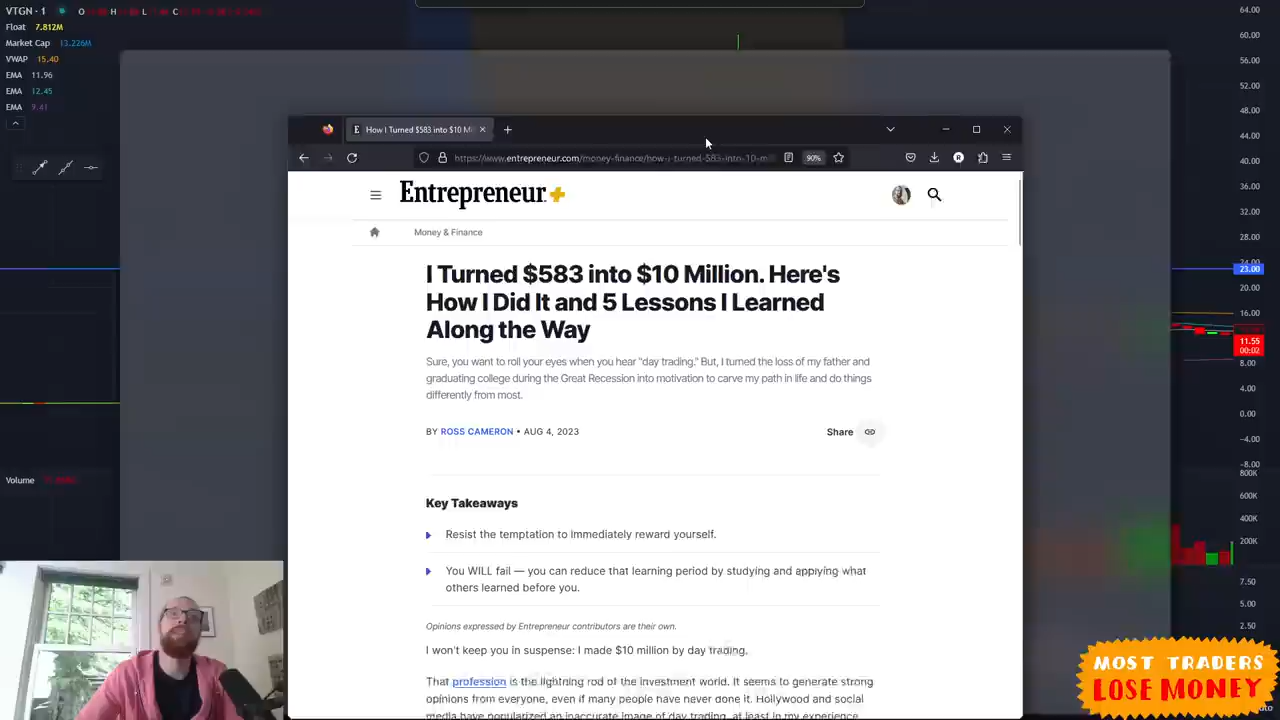 VTGN · 1 O H L C
Float 7.812M
Market Cap 13.226M
VWAP 15.40
EMA 11.96
EMA 12.45
EMA 9.41
Volume
How I Turned $583 into $10 Mi
https://www.entrepreneur.com/money-finance/how-i-turned-583-into-10-m
90%
R
Entrepreneur+
Money & Finance
I Turned $583 into $10 Million. Here's
How I Did It and 5 Lessons I Learned
Along the Way
Sure, you want to roll your eyes when you hear "day trading." But, I turned the loss of my father and
graduating college during the Great Recession into motivation to carve my path in life and do things
differently from most.
BY ROSS CAMERON • AUG 4, 2023
Share
Key Takeaways
Resist the temptation to immediately reward yourself.
You WILL fail — you can reduce that learning period by studying and applying what
others learned before you.
Opinions expressed by Entrepreneur contributors are their own.
I won't keep you in suspense: I made $10 million by day trading.
That profession is the lightning rod of the investment world. It seems to generate strong
opinions from everyone, even if many people have never done it. Hollywood and social
media have popularized an inaccurate image of day trading, at least in my experience.
64.00
60.00
56.00
52.00
48.00
44.00
40.00
36.00
32.00
28.00
24.00
23.00
20.00
16.00
11.55
00:02
8.00
4.00
0.00
-4.00
-8.00
800K
600K
400K
200K
7.50
5.00
2.50
MOST TRADERS
LOSE MONEY